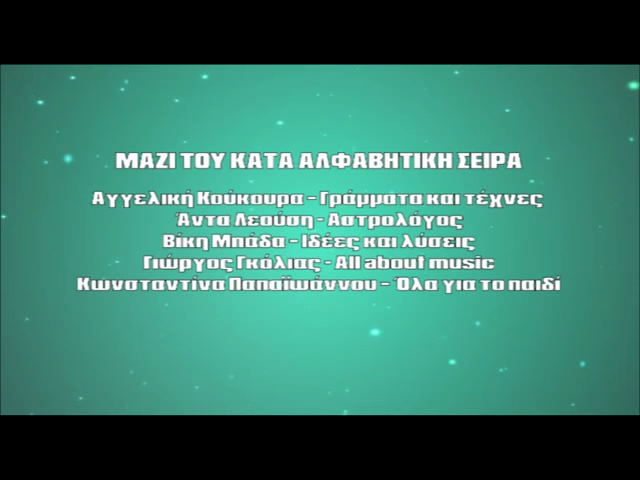 ΜΑΖΙ ΤΟΥ ΚΑΤΑ ΑΛΦΑΒΗΤΙΚΗ ΣΕΙΡΑ
Αγγελική Κούκουρα - Γράμματα και τέχνες
Άντα Λεούση - Αστρολόγος
Βίκη Μπάδα - Ιδέες και λύσεις
Γιώργος Γκόλιας - All about music
Κωνσταντίνα Παπαϊωάννου - Όλα για το παιδί